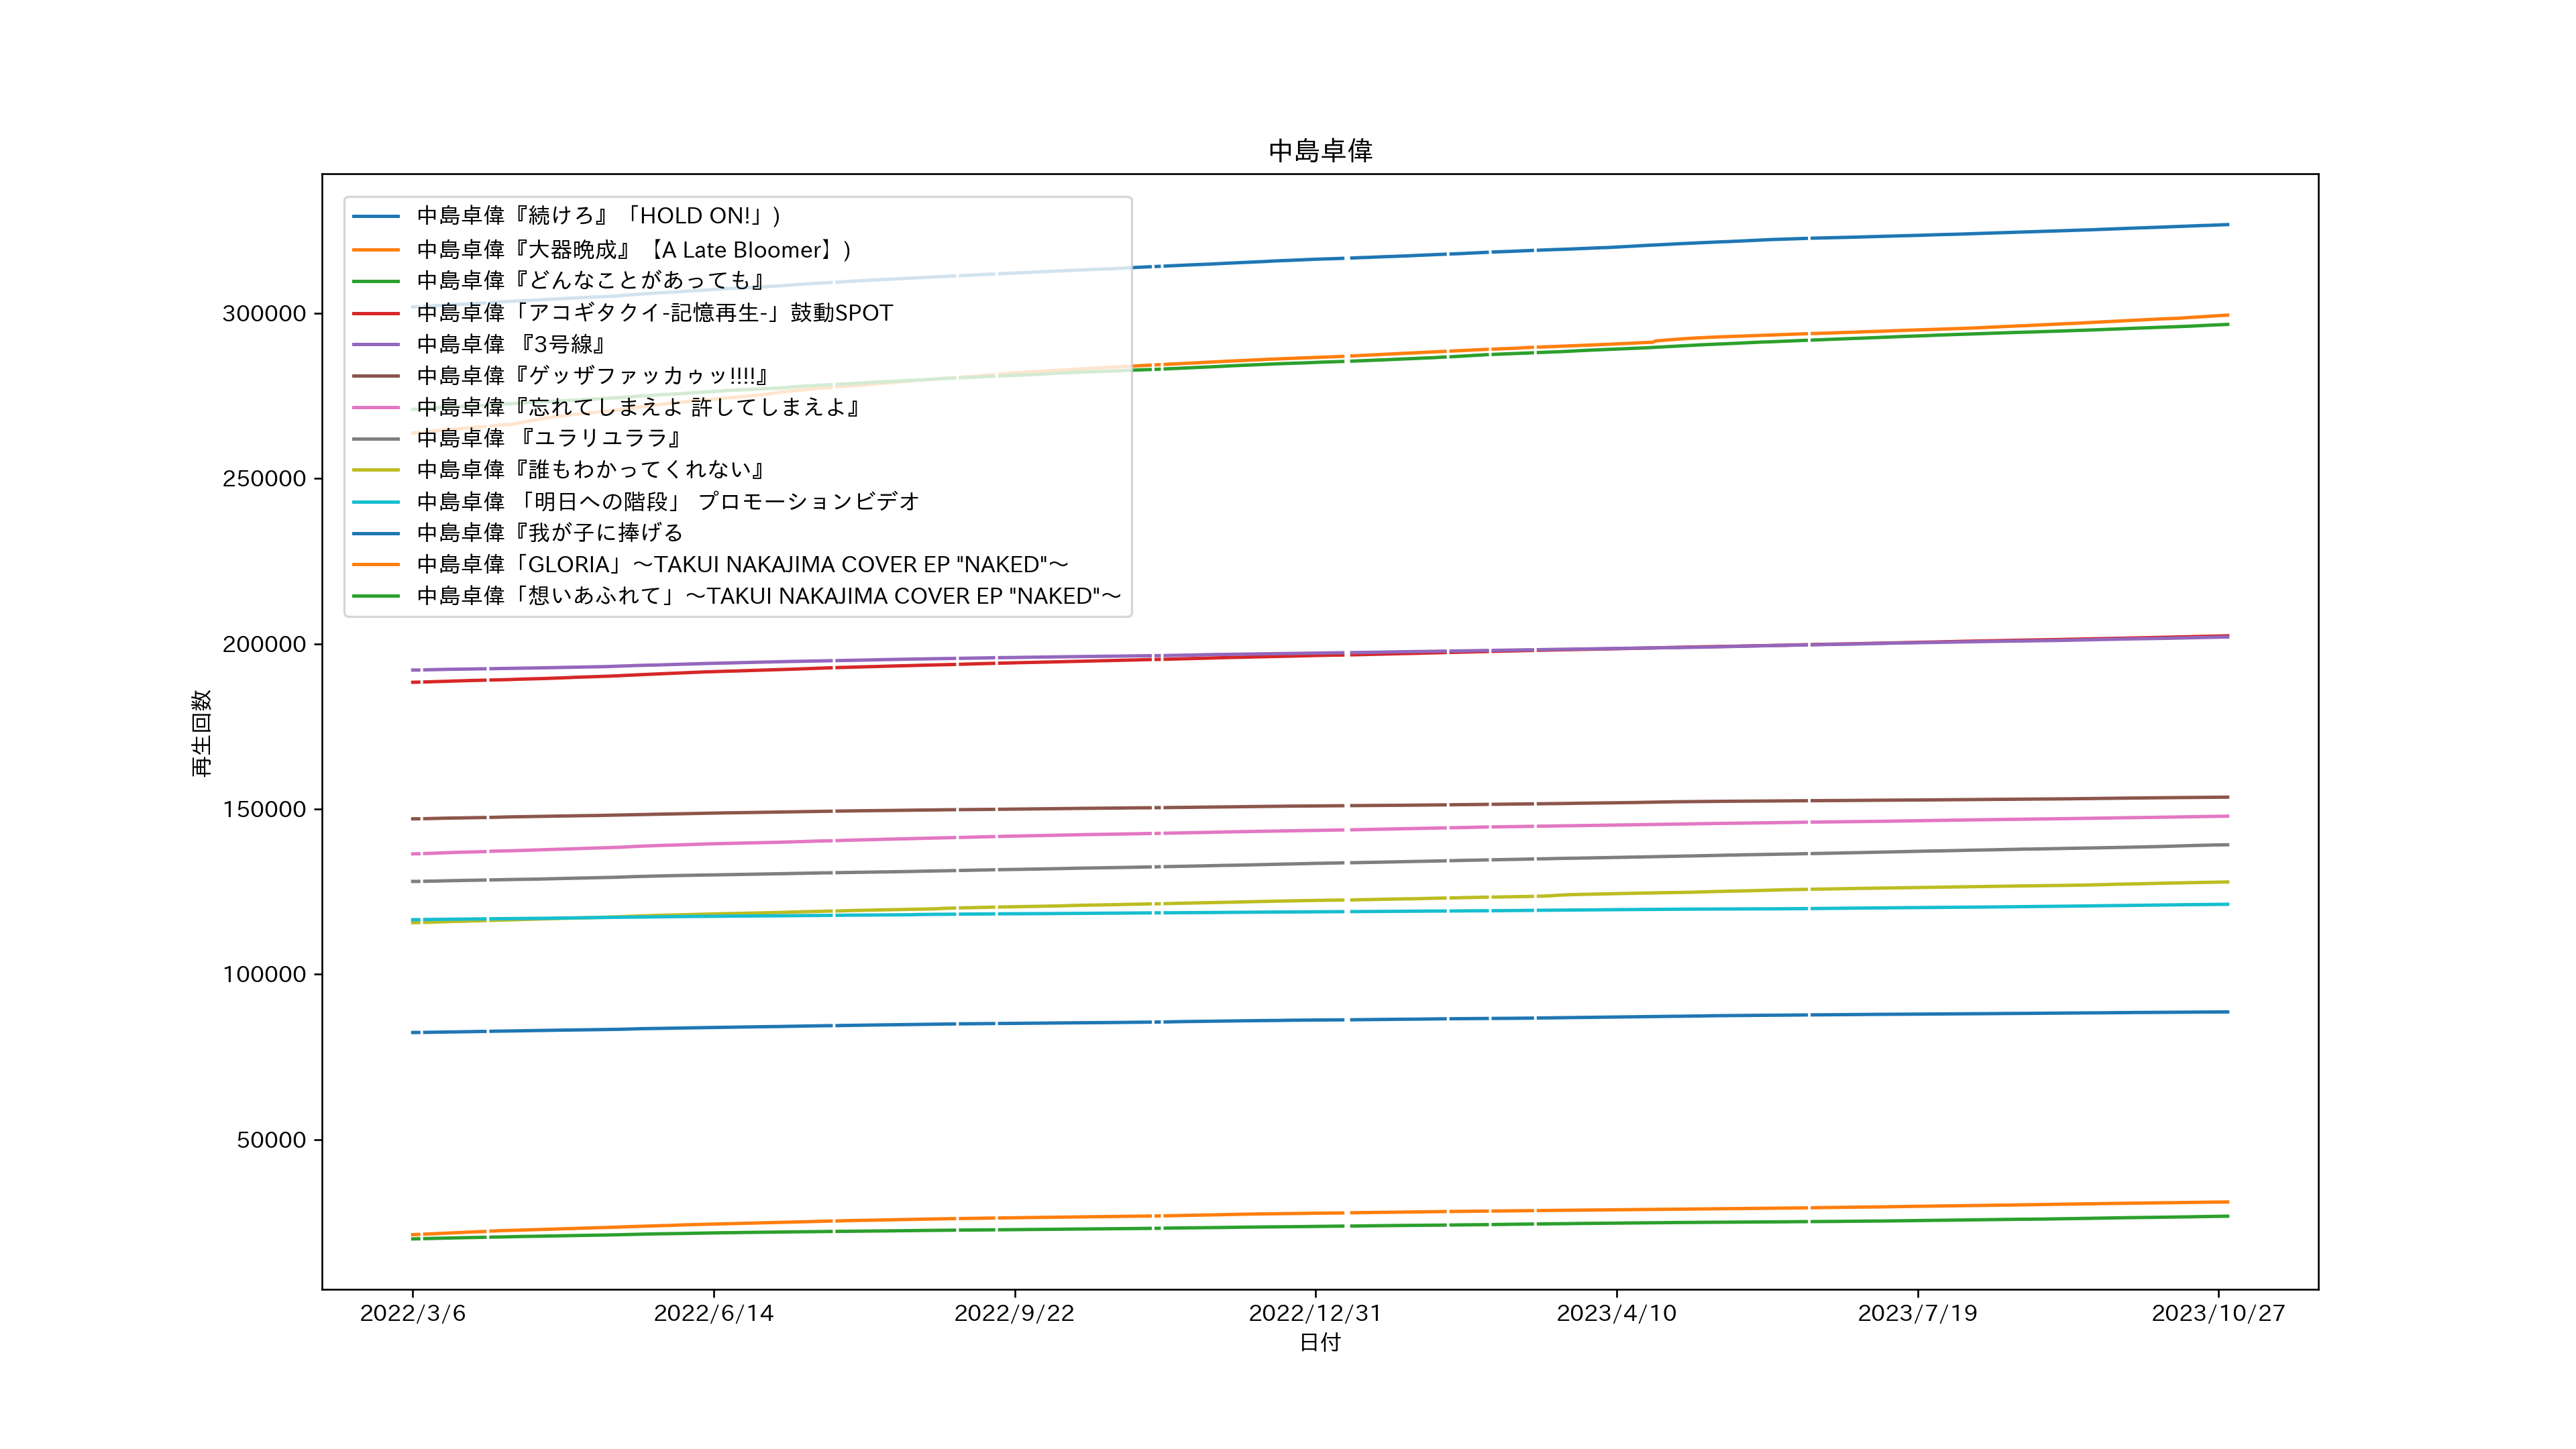 中島卓偉
中島卓偉『続けろ』「HOLD ON!」)
中島卓偉『大器晩成』【A Late Bloomer】)
中島卓偉『どんなことがあっても』
中島卓偉「アコギタクイ-記憶再生-」鼓動SPOT
中島卓偉 『3号線』
中島卓偉『ゲッザファッカゥッ!!!!』
中島卓偉『忘れてしまえよ 許してしまえよ』
中島卓偉 『ユラリユララ』
中島卓偉『誰もわかってくれない』
中島卓偉 「明日への階段」 プロモーションビデオ
中島卓偉『我が子に捧げる
中島卓偉「GLORIA」〜TAKUI NAKAJIMA COVER EP "NAKED"〜
中島卓偉「想いあふれて」〜TAKUI NAKAJIMA COVER EP "NAKED"〜
再生回数
300000
250000
200000
150000
100000
50000
2022/3/6
2022/6/14
2022/9/22
2022/12/31
2023/4/10
2023/7/19
2023/10/27
日付